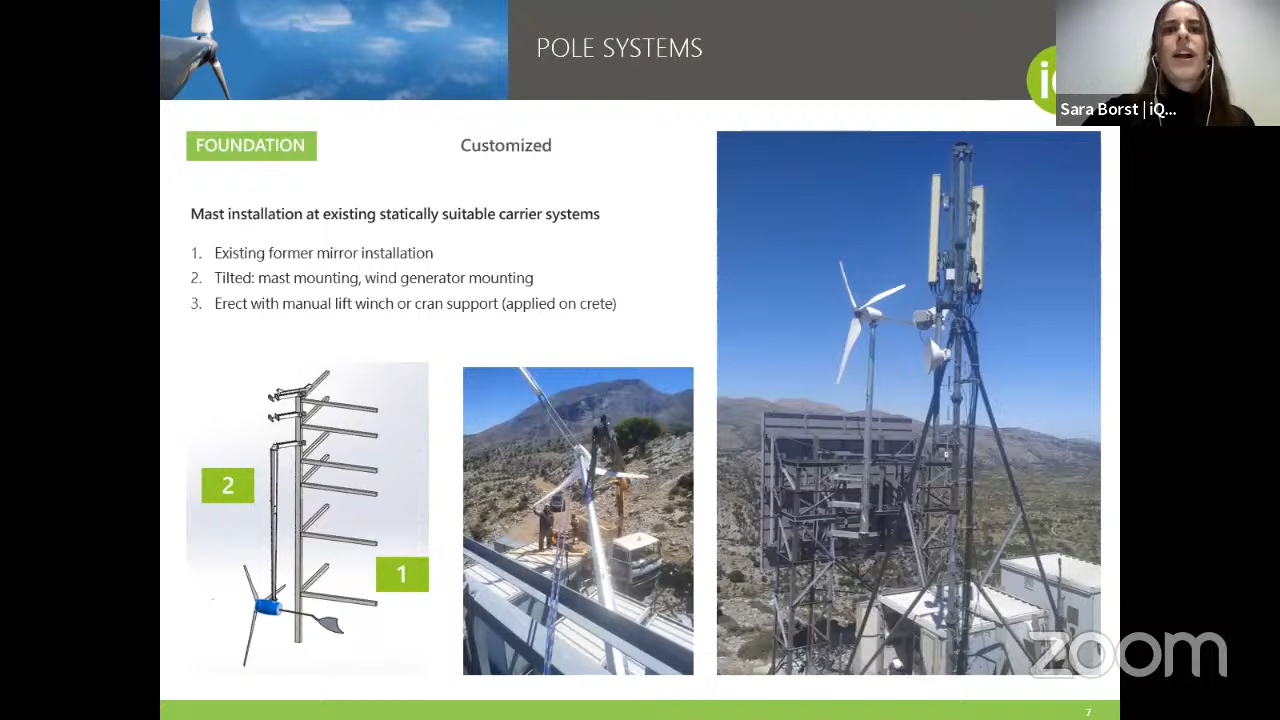 POLE SYSTEMS
i
Sara Borst | iQ...
FOUNDATION
Customized
Mast installation at existing statically suitable carrier systems
1. Existing former mirror installation
2. Tilted: mast mounting, wind generator mounting
3. Erect with manual lift winch or cran support (applied on crete)
2
1
zoom
7